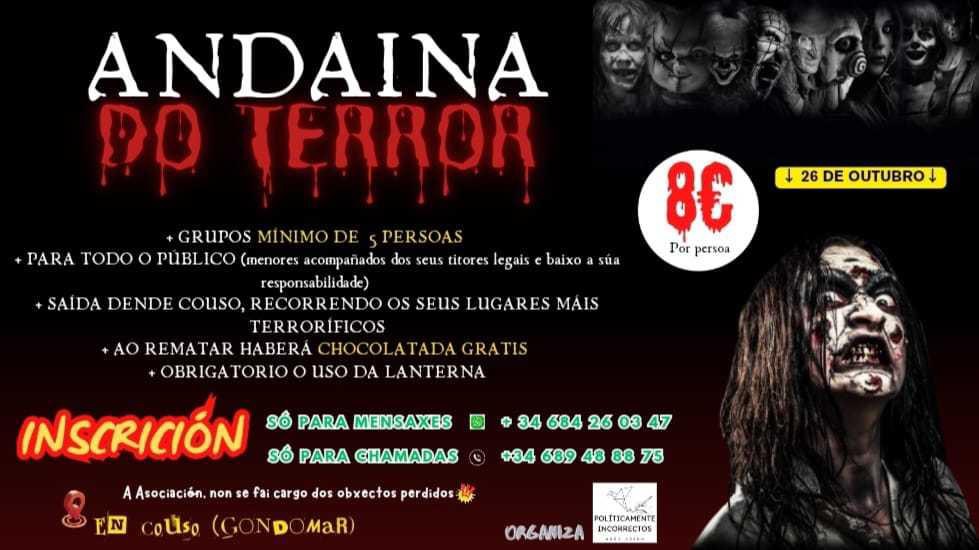 ANDAINA
DO TERROR
8€
Por persoa
↓ 26 DE OUTUBRO ↓
+ GRUPOS MÍNIMO DE 5 PERSOAS
+ PARA TODO O PÚBLICO (menores acompañados dos seus titores legais e baixo a súa
responsabilidade)
+ SAÍDA DENDE COUSO, RECORRENDO OS SEUS LUGARES MÁIS
TERRORÍFICOS
+ AO REMATAR HABERÁ CHOCOLATADA GRATIS
+ OBRIGATORIO O USO DA LANTERNA
INSCRICIÓN
SÓ PARA MENSAXES + 34 684 26 03 47
SÓ PARA CHAMADAS +34 689 48 88 75
A Asociación, non se fai cargo dos obxectos perdidos
EN COUSO (GONDOMAR)
ORGANIZA
POLÍTICAMENTE
INCORRECTOS